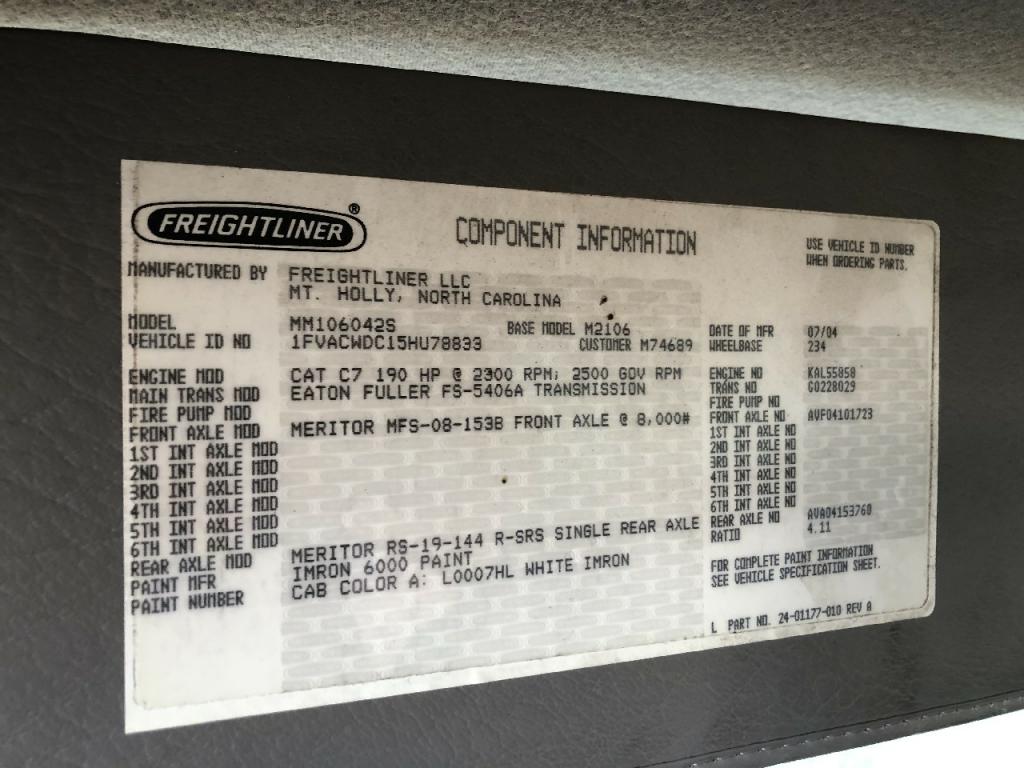 FREIGHTLINER®
COMPONENT INFORMATION
USE VEHICLE ID NUMBER
WHEN ORDERING PARTS.
MANUFACTURED BY FREIGHTLINER LLC
MT. HOLLY, NORTH CAROLINA
MODEL MM106042S BASE MODEL M2106 DATE OF MFR 07/04
VEHICLE ID NO 1FVACWDC15HU78833 CUSTOMER M74689 WHEELBASE 234
ENGINE MOD CAT C7 190 HP @ 2300 RPM; 2500 GOV RPM ENGINE NO KAL55858
MAIN TRANS MOD EATON FULLER FS-5406A TRANSMISSION TRANS NO G0228029
FIRE PUMP MOD FIRE PUMP NO
FRONT AXLE MOD MERITOR MFS-08-153B FRONT AXLE @ 8,000# FRONT AXLE NO AVF04101723
1ST INT AXLE MOD 1ST INT AXLE NO
2ND INT AXLE MOD 2ND INT AXLE NO
3RD INT AXLE MOD 3RD INT AXLE NO
4TH INT AXLE MOD 4TH INT AXLE NO
5TH INT AXLE MOD 5TH INT AXLE NO
6TH INT AXLE MOD 6TH INT AXLE NO
REAR AXLE MOD MERITOR RS-19-144 R-SRS SINGLE REAR AXLE REAR AXLE NO AVA04153760
RATIO 4.11
PAINT MFR IMRON 6000 PAINT
PAINT NUMBER CAB COLOR A: L0007HL WHITE IMRON
FOR COMPLETE PAINT INFORMATION
SEE VEHICLE SPECIFICATION SHEET.
L PART NO. 24-01177-010 REV A